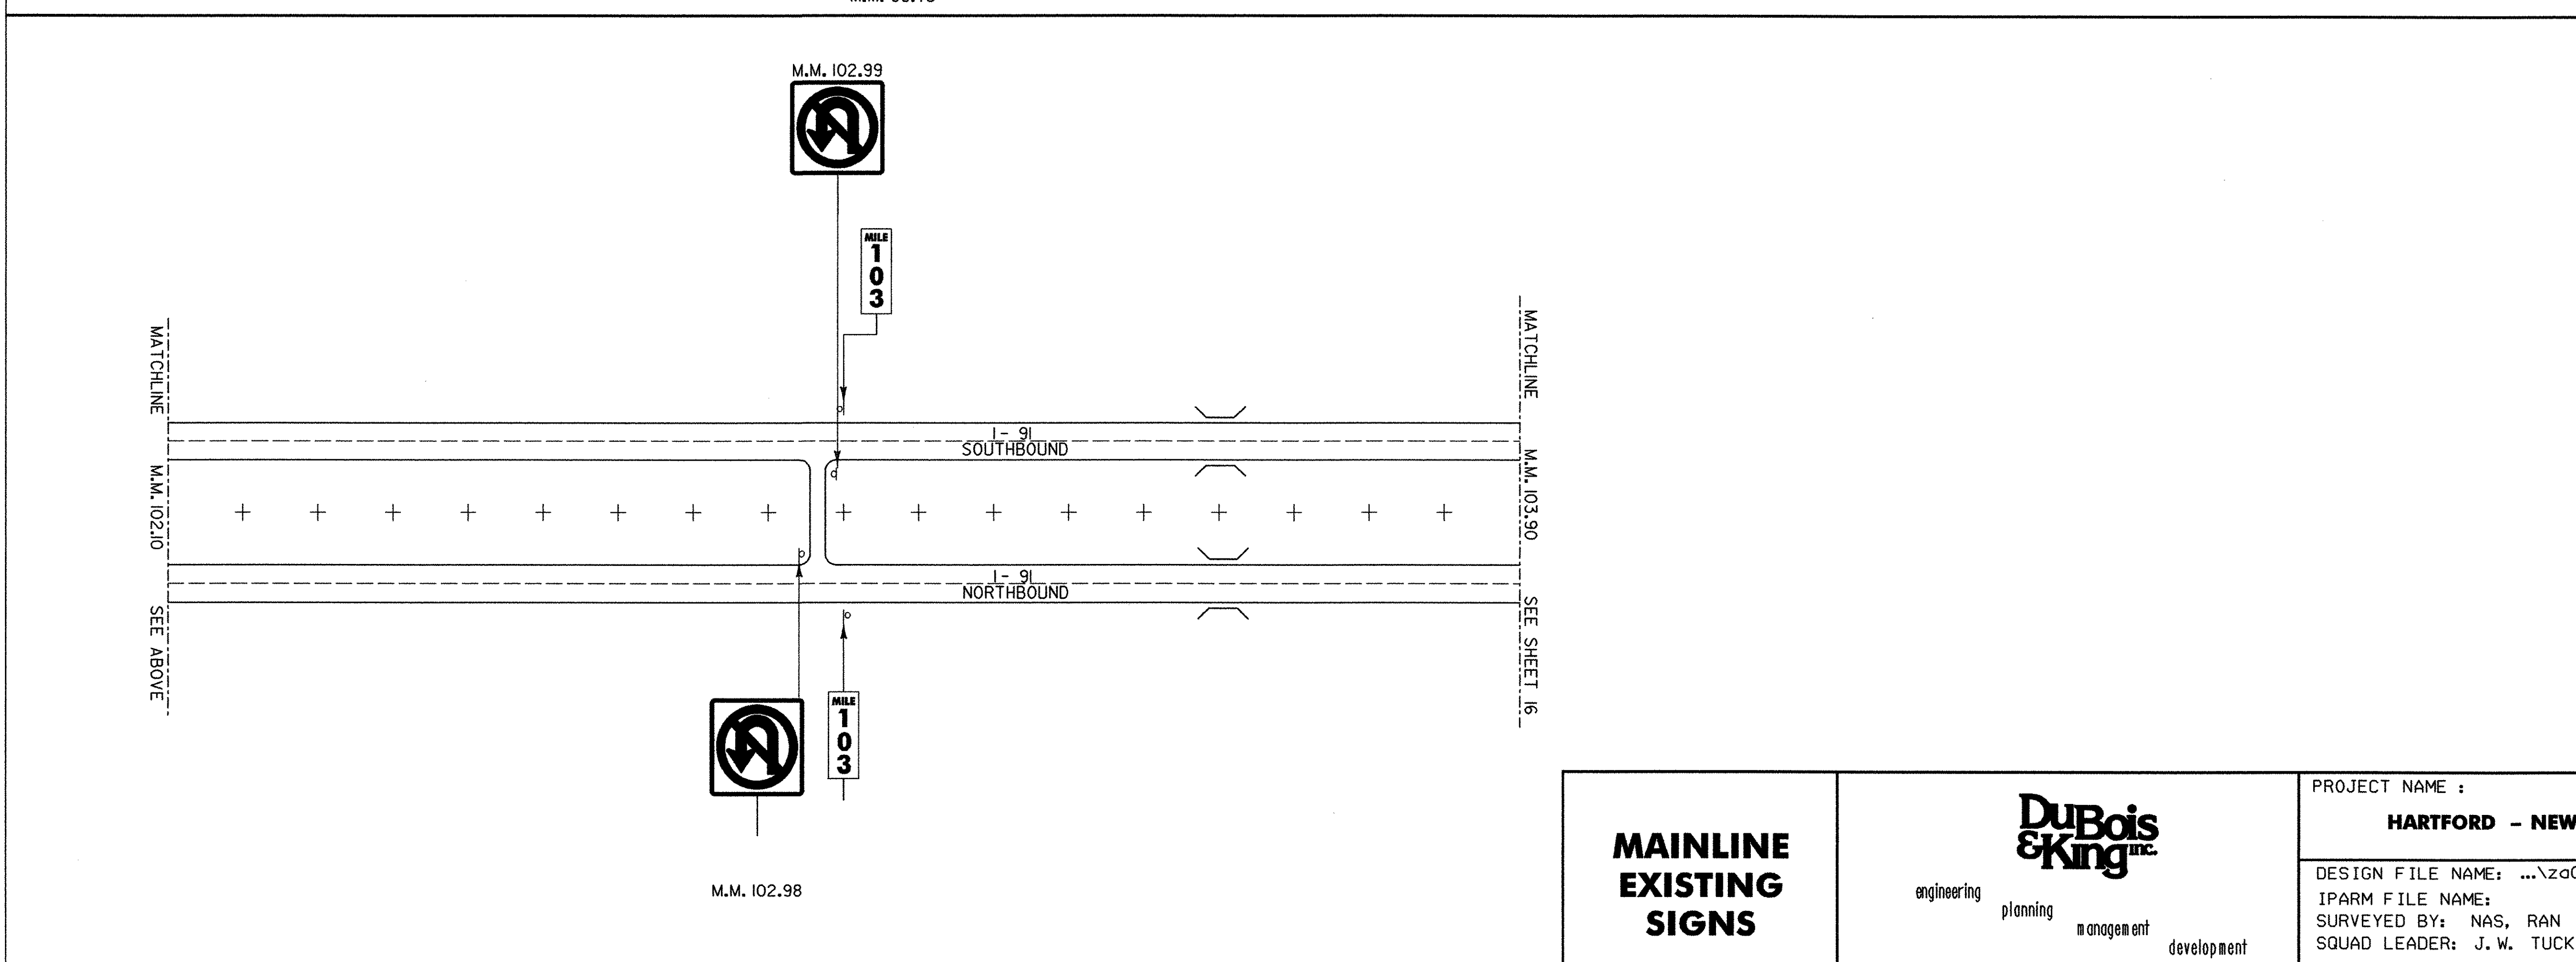 M.M. 102.99
MILE
1
0
3
MATCHLINE
M.M. 102.10
SEE ABOVE
I- 91
SOUTHBOUND
I- 91
NORTHBOUND
MATCHLINE
M.M. 103.90
SEE SHEET 16
MILE
1
0
3
M.M. 102.98
MAINLINE
EXISTING
SIGNS
DuBois
&King inc.
engineering
planning
management
development
PROJECT NAME :
HARTFORD - NEW
DESIGN FILE NAME: ...\za0
IPARM FILE NAME:
SURVEYED BY: NAS, RAN
SQUAD LEADER: J. W. TUCK